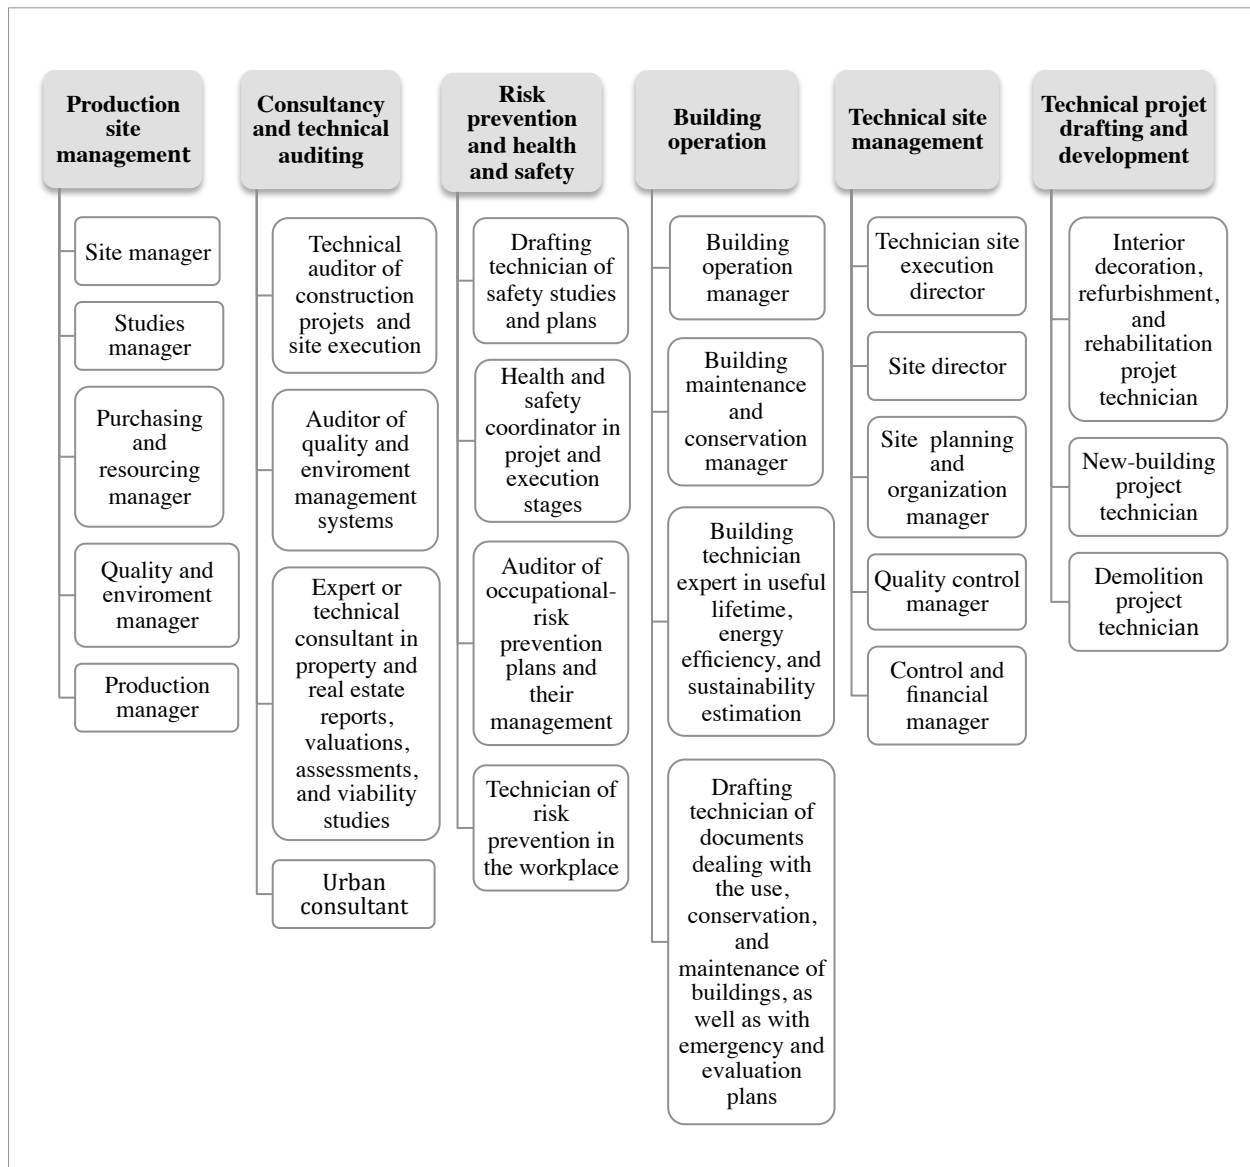 Production
site
management
Site manager
Studies
manager
Purchasing
and
resourcing
manager
Quality and
enviroment
manager
Production
manager
Consultancy
and technical
auditing
Technical
auditor of
construction
projets and
site execution
Auditor of
quality and
enviroment
management
systems
Expert or
technical
consultant in
property and
real estate
reports,
valuations,
assessments,
and viability
studies
Urban
consultant
Risk
prevention
and health
and safety
Drafting
technician of
safety studies
and plans
Health and
safety
coordinator in
projet and
execution
stages
Auditor of
occupational-
risk
prevention
plans and
their
management
Technician of
risk
prevention in
the workplace
Building
operation
Building
operation
manager
Building
maintenance
and
conservation
manager
Building
technician
expert in useful
lifetime,
energy
efficiency, and
sustainability
estimation
Drafting
technician of
documents
dealing with
the use,
conservation,
and
maintenance of
buildings, as
well as with
emergency and
evaluation
plans
Technical site
management
Technician site
execution
director
Site director
Site planning
and
organization
manager
Quality control
manager
Control and
financial
manager
Technical projet
drafting and
development
Interior
decoration,
refurbishment,
and
rehabilitation
projet
technician
New-building
project
technician
Demolition
project
technician